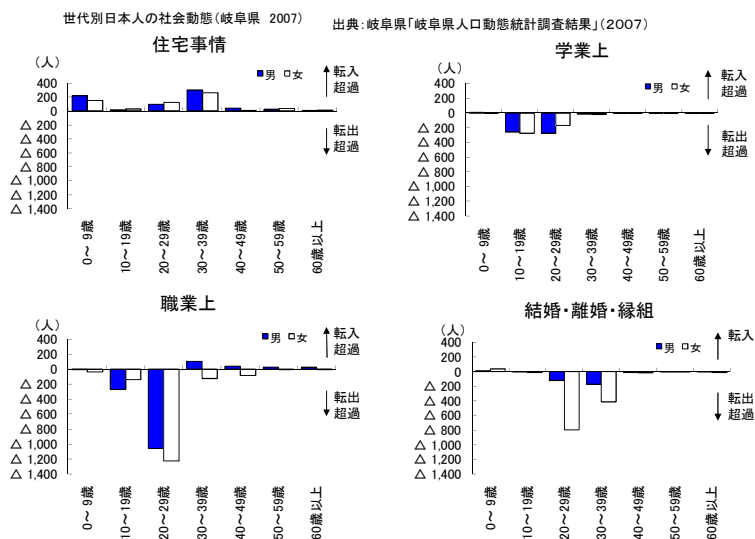 世代別日本人の社会動態(岐阜県 2007)
出典:岐阜県「岐阜県人口動態統計調査結果」(2007)
住宅事情
(人)
400
200
0
△ 200
△ 400
△ 600
△ 800
△ 1,000
△ 1,200
△ 1,400
男 女
転入
超過
転出
超過
0~ 9歳
10~19歳
20~29歳
30~39歳
40~49歳
50~59歳
60歳以上
学業上
(人)
400
200
0
△ 200
△ 400
△ 600
△ 800
△ 1,000
△ 1,200
△ 1,400
男 女
転入
超過
転出
超過
0~ 9歳
10~19歳
20~29歳
30~39歳
40~49歳
50~59歳
60歳以上
職業上
(人)
400
200
0
△ 200
△ 400
△ 600
△ 800
△ 1,000
△ 1,200
△ 1,400
男 女
転入
超過
転出
超過
0~ 9歳
10~19歳
20~29歳
30~39歳
40~49歳
50~59歳
60歳以上
結婚・離婚・縁組
(人)
400
200
0
△ 200
△ 400
△ 600
△ 800
△ 1,000
△ 1,200
△ 1,400
男 女
転入
転出
超過
0~ 9歳
10~19歳
20~29歳
30~39歳
40~49歳
50~59歳
60歳以上